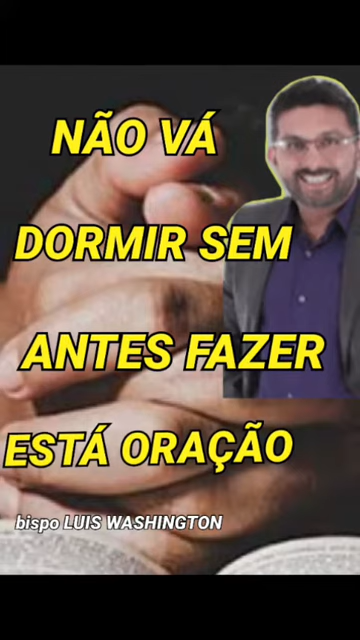 NÃO VÁ
DORMIR SEM
ANTES FAZER
ESTÁ ORAÇÃO
bispo LUIS WASHINGTON